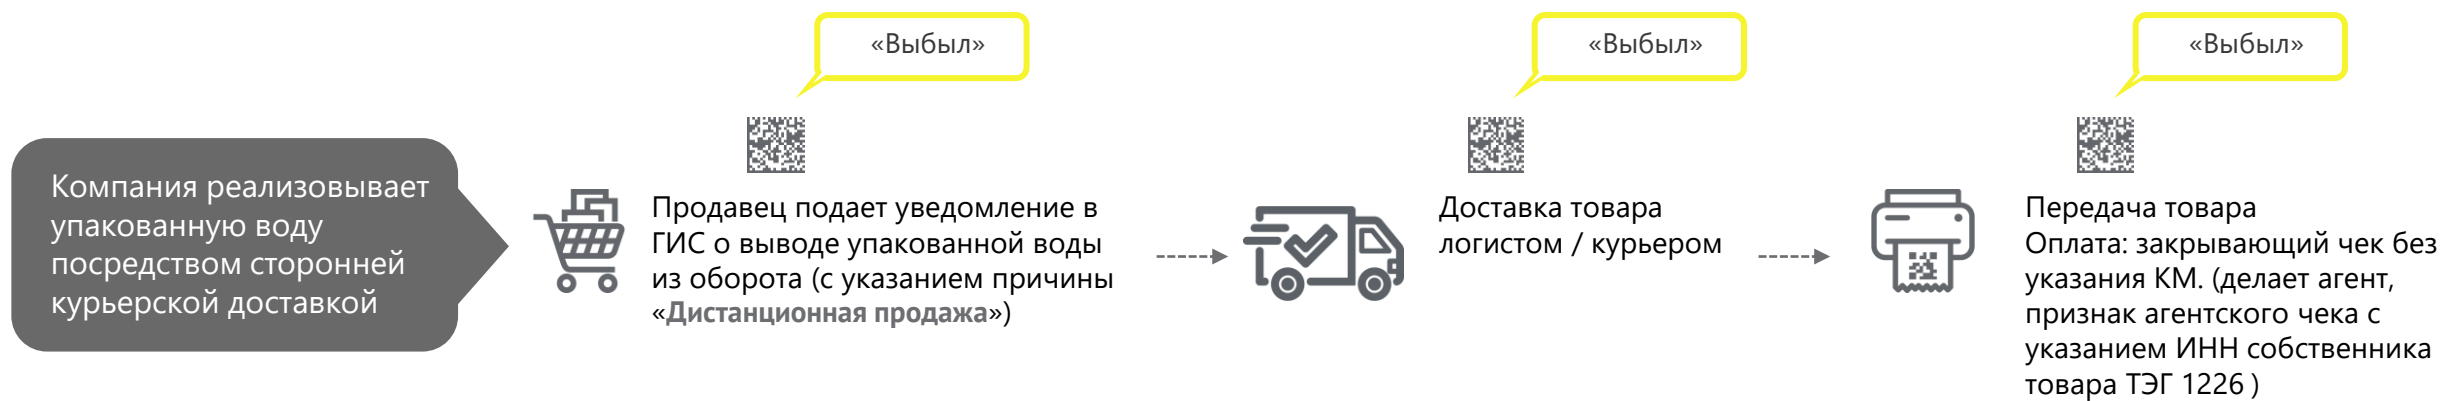 «Выбыл»
«Выбыл»
«Выбыл»
Компания реализовывает
упакованную воду
посредством сторонней
курьерской доставкой
Продавец подает уведомление в
ГИС о выводе упакованной воды
из оборота (с указанием причины
«Дистанционная продажа»)
Доставка товара
логистом / курьером
Передача товара
Оплата: закрывающий чек без
указания КМ. (делает агент,
признак агентского чека с
указанием ИНН собственника
товара ТЭГ 1226 )